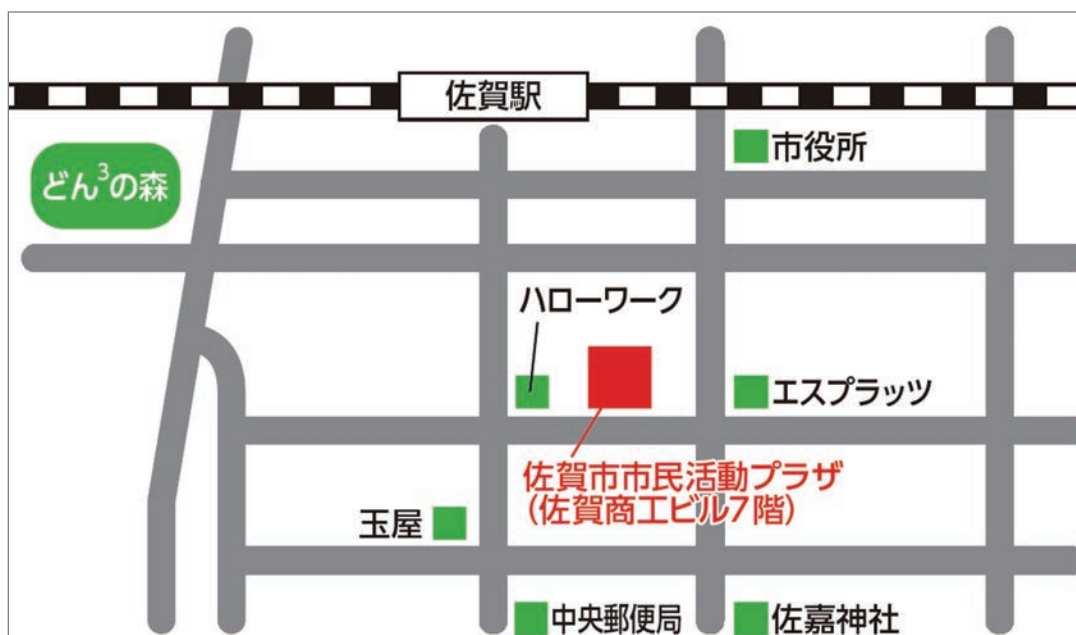 佐賀駅
市役所
どん³の森
ハローワーク
エスプラッツ
佐賀市市民活動プラザ
(佐賀商工ビル7階)
玉屋
中央郵便局
佐嘉神社